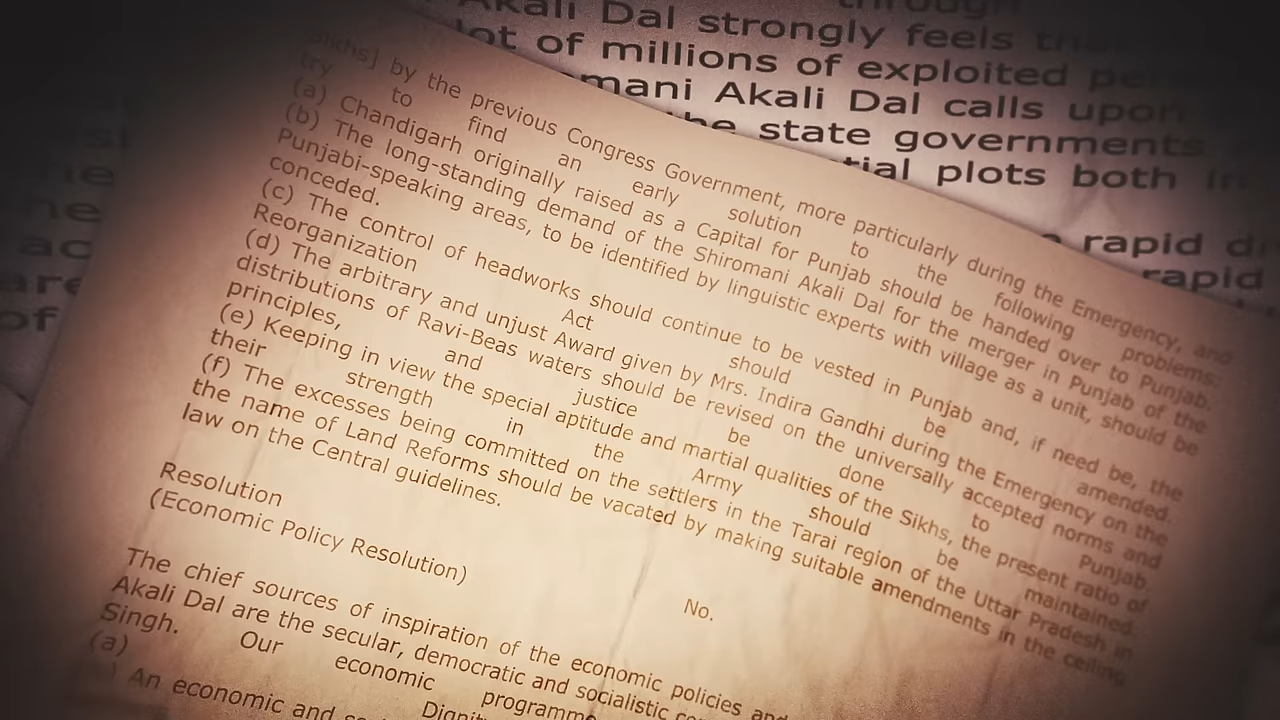 Akali Dal strongly feels
lot of millions of exploited
mani Akali Dal calls upon
the state governments
tial plots both in
rapid
rapid
ac
are
of
Sikhs] by the previous Congress Government, more particularly during the Emergency, and
try to find an early solution to the following problems:
(a) Chandigarh originally raised as a Capital for Punjab should be handed over to Punjab.
(b) The long-standing demand of the Shiromani Akali Dal for the merger in Punjab of the
Punjabi-speaking areas, to be identified by linguistic experts with village as a unit, should be
conceded.
(c) The control of headworks should continue to be vested in Punjab and, if need be, the
Reorganization Act should be amended.
(d) The arbitrary and unjust Award given by Mrs. Indira Gandhi during the Emergency on the
distributions of Ravi-Beas waters should be revised on the universally accepted norms and
principles, and justice be done to Punjab.
(e) Keeping in view the special aptitude and martial qualities of the Sikhs, the present ratio of
their strength in the Army should be maintained.
(f) The excesses being committed on the settlers in the Tarai region of the Uttar Pradesh in
the name of Land Reforms should be vacated by making suitable amendments in the ceiling
law on the Central guidelines.
Resolution No.
(Economic Policy Resolution)
The chief sources of inspiration of the economic policies and
Akali Dal are the secular, democratic and socialistic
Singh. Our economic programme
(a) Dignit
) An economic and